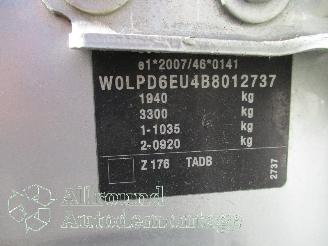 e1*2007/46*0141
W0LPD6EU4B8012737
1940 kg
3300 kg
1-1035 kg
2-0920 kg
Z 176 TADB
2737
Allround
Autodemontage